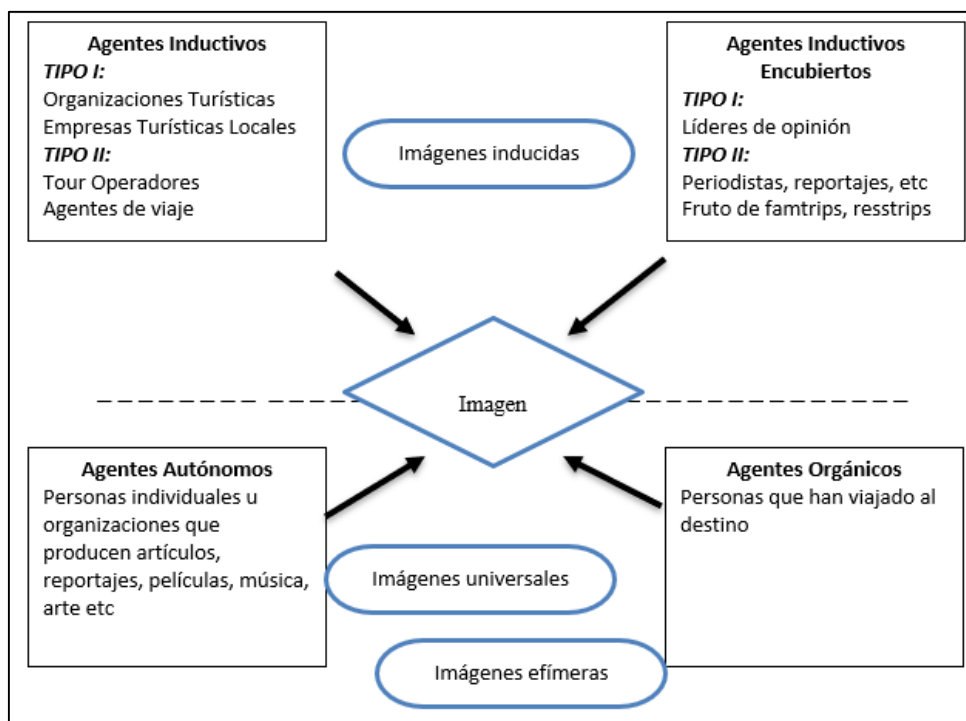 Agentes Inductivos
TIPO I:
Organizaciones Turísticas
Empresas Turísticas Locales
TIPO II:
Tour Operadores
Agentes de viaje
Imágenes inducidas
Agentes Inductivos
Encubiertos
TIPO I:
Líderes de opinión
TIPO II:
Periodistas, reportajes, etc
Fruto de famtrips, resstrips
Imagen
Agentes Autónomos
Personas individuales u
organizaciones que
producen artículos,
reportajes, películas, música,
arte etc
Agentes Orgánicos
Personas que han viajado al
destino
Imágenes universales
Imágenes efímeras